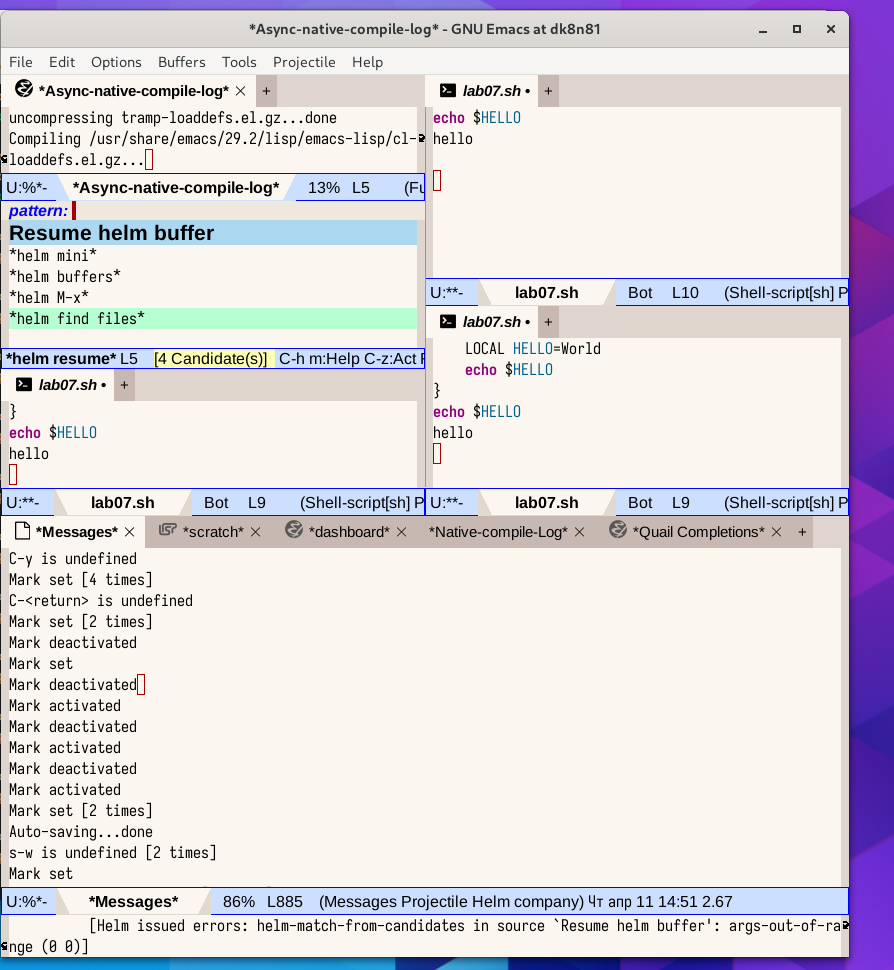 *Async-native-compile-log* - GNU Emacs at dk8n81
File Edit Options Buffers Tools Projectile Help
*Async-native-compile-log* +
uncompressing tramp-loaddefs.el.gz...done
Compiling /usr/share/emacs/29.2/lisp/emacs-lisp/cl-
loaddefs.el.gz...
U:%*- *Async-native-compile-log* 13% L5 (Fu
pattern:
Resume helm buffer
*helm mini*
*helm buffers*
*helm M-x*
*helm find files*
*helm resume* L5 [4 Candidate(s)] C-h m:Help C-z:Act F
lab07.sh • +
}
echo $HELLO
hello
U:**- lab07.sh Bot L9 (Shell-script[sh] P
lab07.sh • +
echo $HELLO
hello
U:**- lab07.sh Bot L10 (Shell-script[sh] P
lab07.sh • +
LOCAL HELLO=World
echo $HELLO
}
echo $HELLO
hello
U:**- lab07.sh Bot L9 (Shell-script[sh] P
*Messages* *scratch* *dashboard* *Native-compile-Log* *Quail Completions* +
C-y is undefined
Mark set [4 times]
C-<return> is undefined
Mark set [2 times]
Mark deactivated
Mark set
Mark deactivated
Mark activated
Mark deactivated
Mark activated
Mark deactivated
Mark activated
Mark set [2 times]
Auto-saving...done
s-w is undefined [2 times]
Mark set
U:%*- *Messages* 86% L885 (Messages Projectile Helm company) Чт апр 11 14:51 2.67
[Helm issued errors: helm-match-from-candidates in source `Resume helm buffer': args-out-of-ra
nge (0 0)]